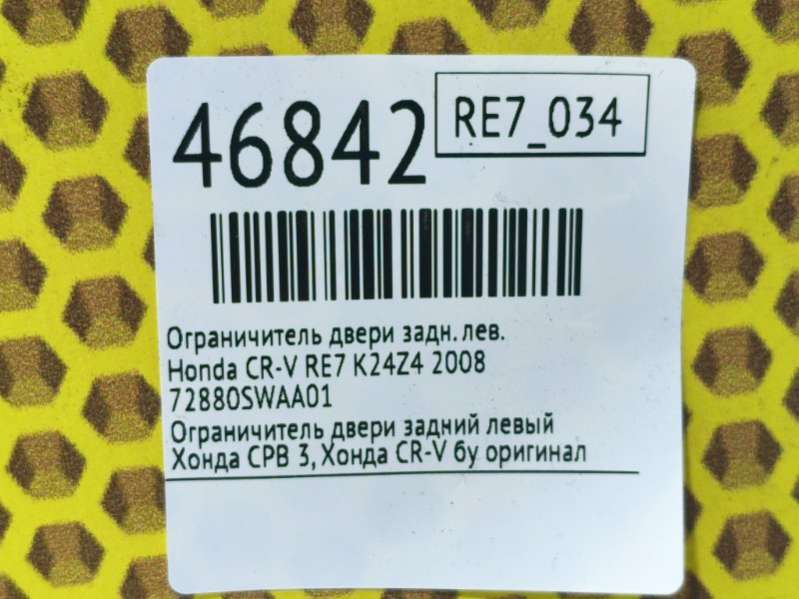 46842
RE7_034
Ограничитель двери задн. лев.
Honda CR-V RE7 K24Z4 2008
72880SWAA01
Ограничитель двери задний левый
Хонда СРВ 3, Хонда CR-V бу оригинал